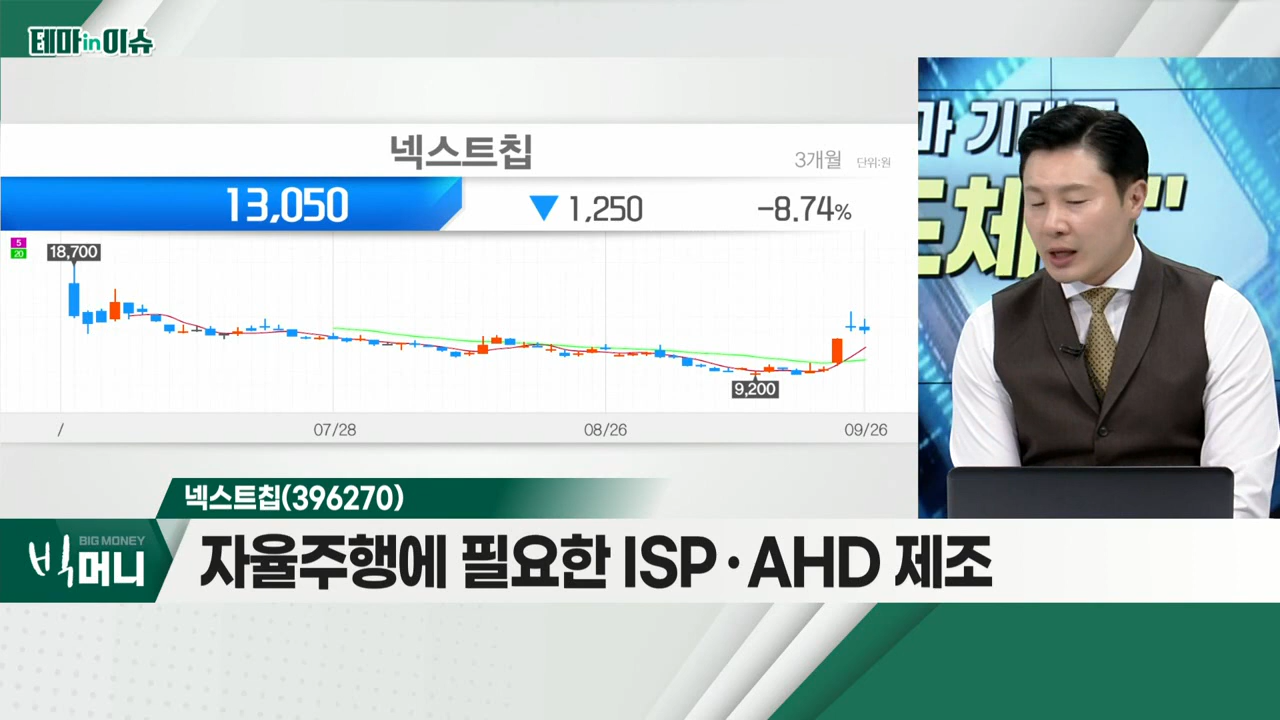 테마in이슈
넥스트칩
3개월 단위:원
13,050 ▼ 1,250 -8.74%
5
20
18,700
9,200
/ 07/28 08/26 09/26
마
체
"
넥스트칩(396270)
BIG MONEY
빅머니
자율주행에 필요한 ISP·AHD 제조